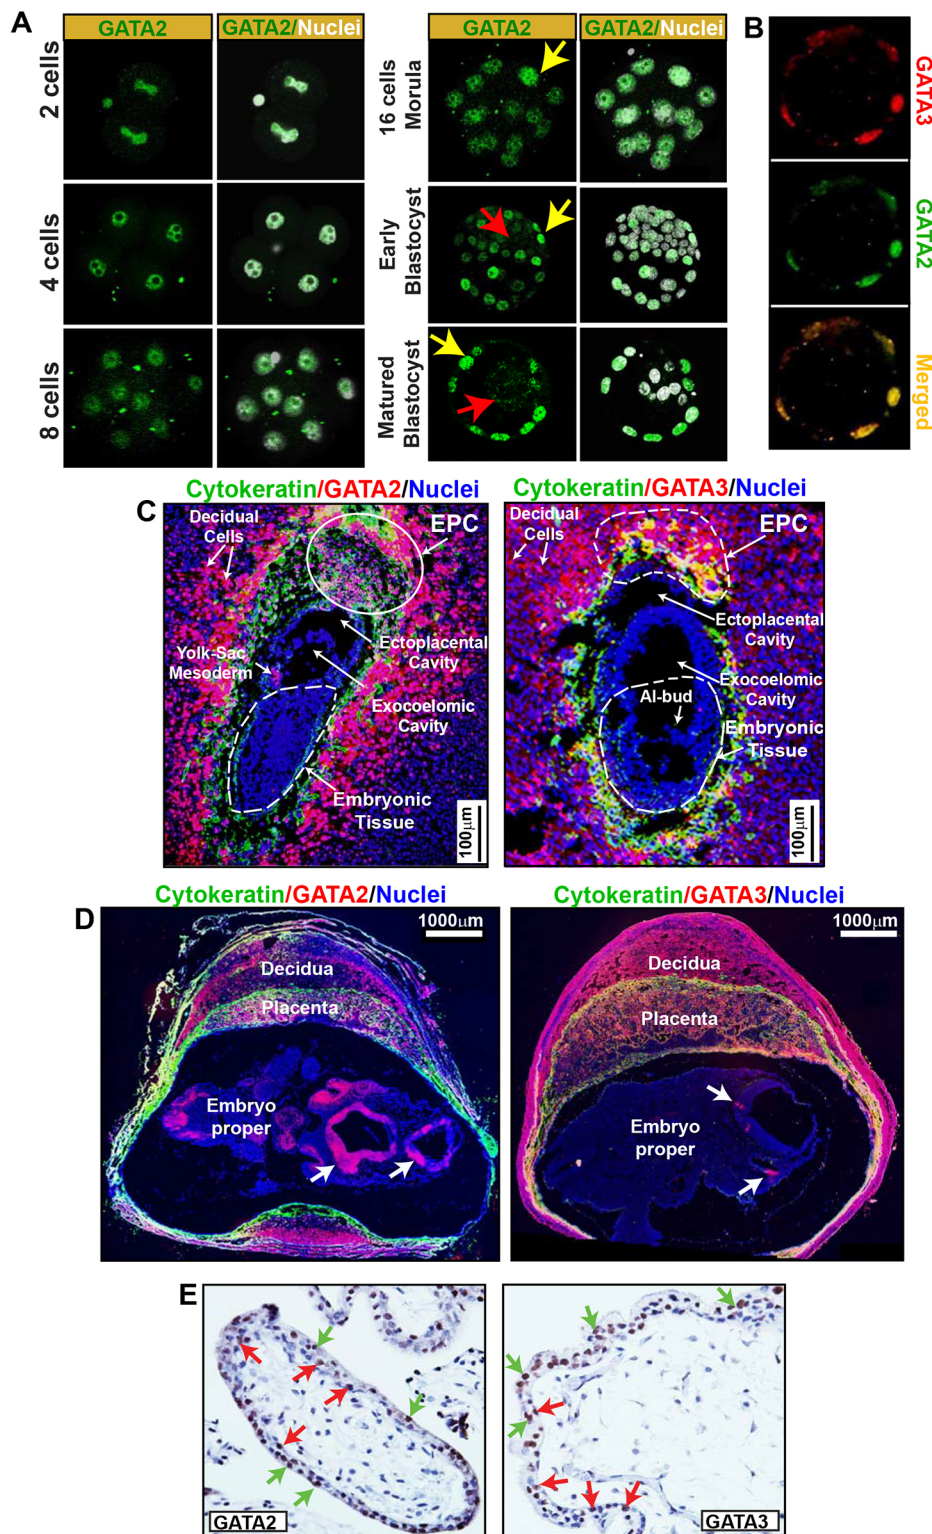 A
GATA2
GATA2/Nuclei
2 cells
4 cells
8 cells
GATA2
GATA2/Nuclei
16 cells
Morula
Early
Blastocyst
Matured
Blastocyst
B
GATA3
GATA2
Merged
C
Cytokeratin/GATA2/Nuclei
Decidual
Cells
EPC
Ectoplacental
Cavity
Yolk-Sac
Mesoderm
Exocoelomic
Cavity
Embryonic
Tissue
100μm
Cytokeratin/GATA3/Nuclei
Decidual
Cells
EPC
Ectoplacental
Cavity
Exocoelomic
Cavity
Al-bud
Embryonic
Tissue
100μm
D
Cytokeratin/GATA2/Nuclei
1000μm
Decidua
Placenta
Embryo
proper
Cytokeratin/GATA3/Nuclei
1000μm
Decidua
Placenta
Embryo
proper
E
GATA2
GATA3